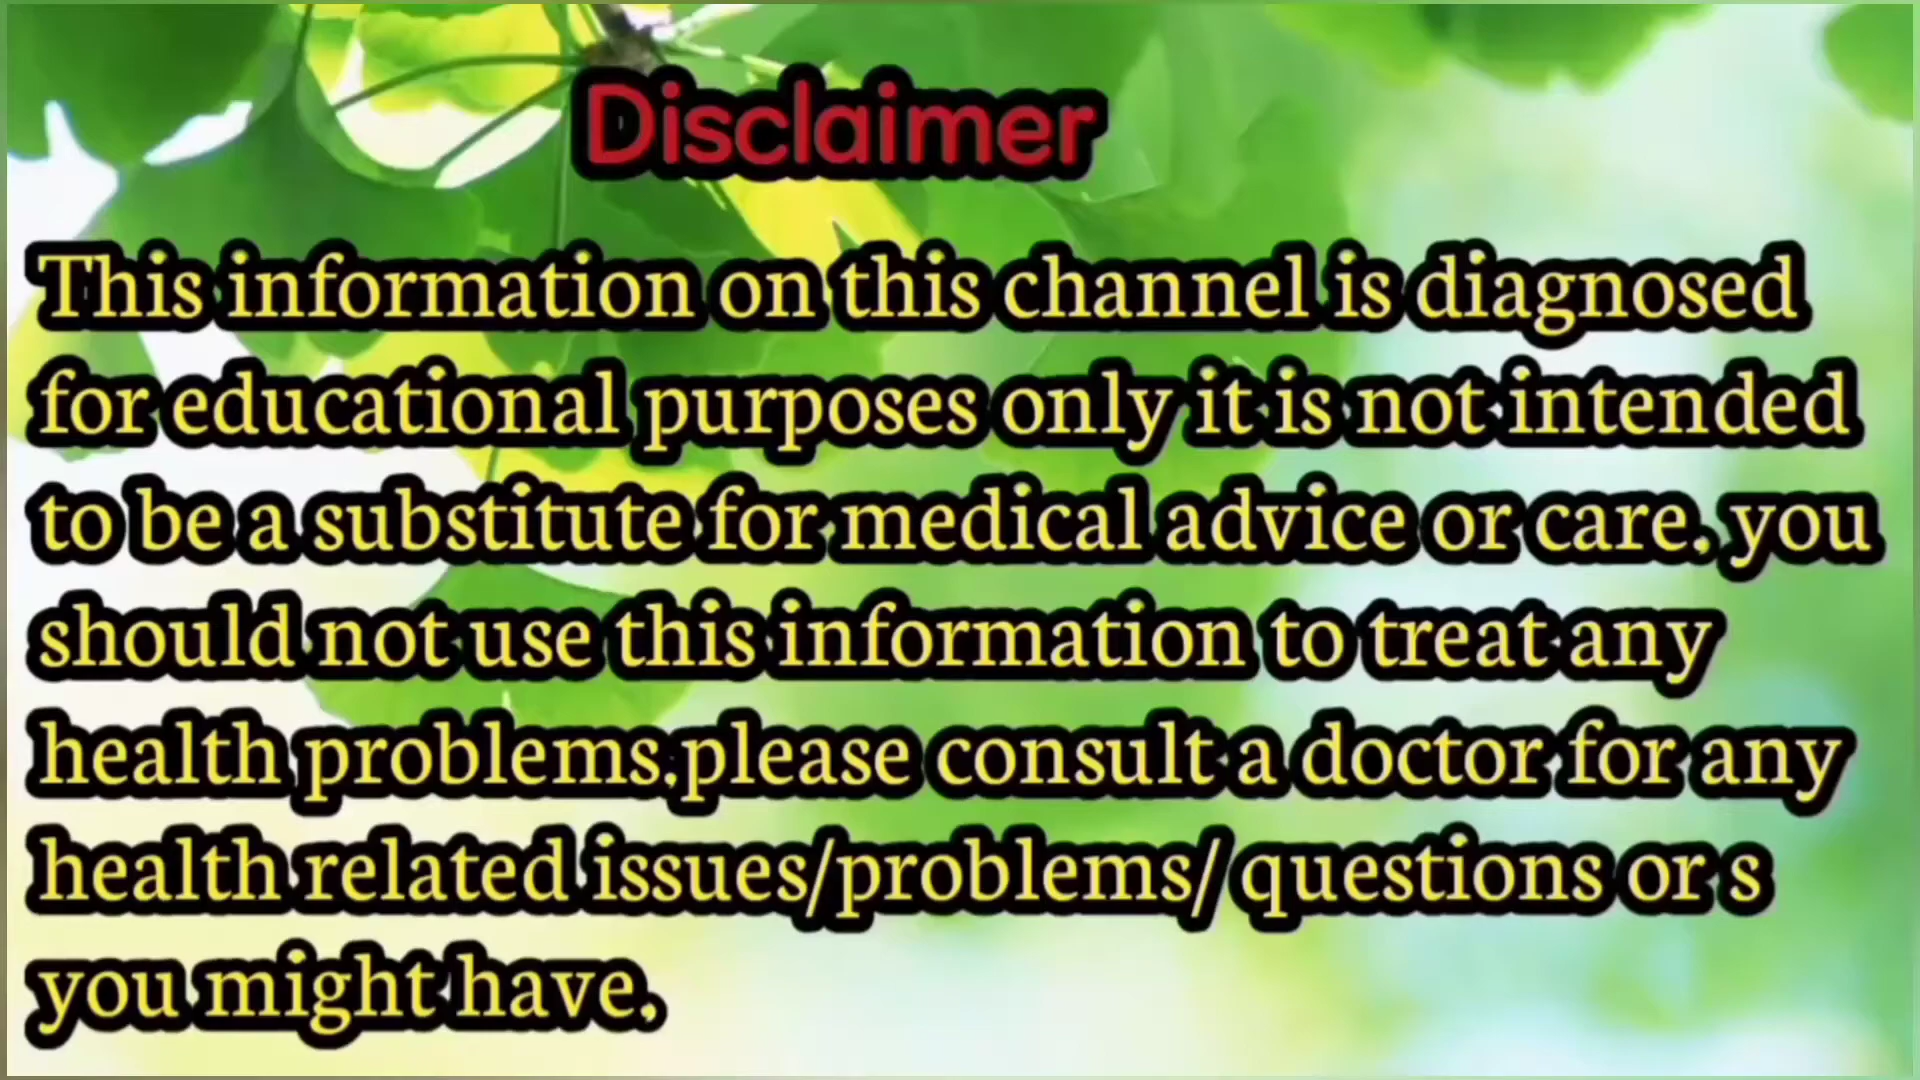 Disclaimer
This information on this channel is diagnosed
for educational purposes only it is not intended
to be a substitute for medical advice or care. you
should not use this information to treat any
health problems.please consult a doctor for any
health related issues/problems/ questions or s
you might have.